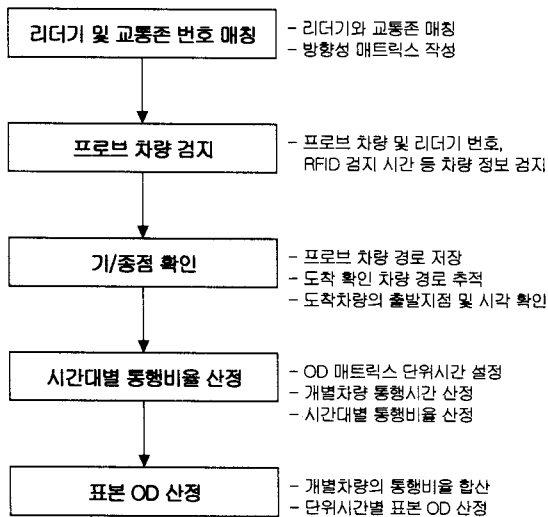 리더기 및 교통존 번호 매칭
- 리더기와 교통존 매칭
- 방향성 매트릭스 작성
프로브 차량 검지
- 프로브 차량 및 리더기 번호,
RFID 검지 시간 등 차량 정보 검지
기/종점 확인
- 프로브 차량 경로 저장
- 도착 확인 차량 경로 추적
- 도착차량의 출발지점 및 시각 확인
시간대별 통행비율 산정
- OD 매트릭스 단위시간 설정
- 개별차량 통행시간 산정
- 시간대별 통행비율 산정
표본 OD 산정
- 개별차량의 통행비율 합산
- 단위시간별 표본 OD 산정